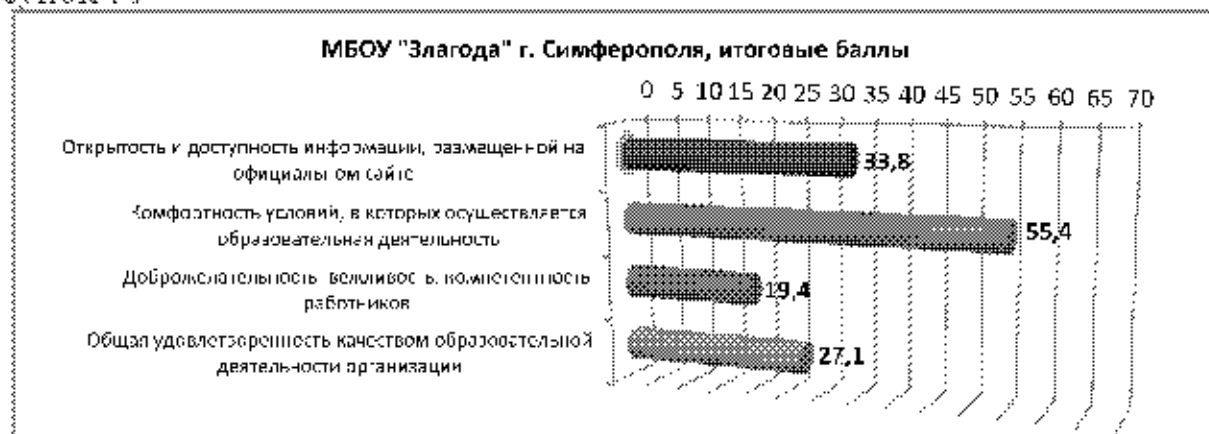 МБОУ "Злагода" г. Симферополя, итоговые баллы
0 5 10 15 20 25 30 35 40 45 50 55 60 65 70
Открытость и доступность информации, размещенной на
официальном сайте
33,8
Комфортность условий, в которых осуществляется
образовательная деятельность
55,4
Доброжелательность, вежливость, компетентность
работников
19,4
Общая удовлетворенность качеством образовательной
деятельности организации
27,1